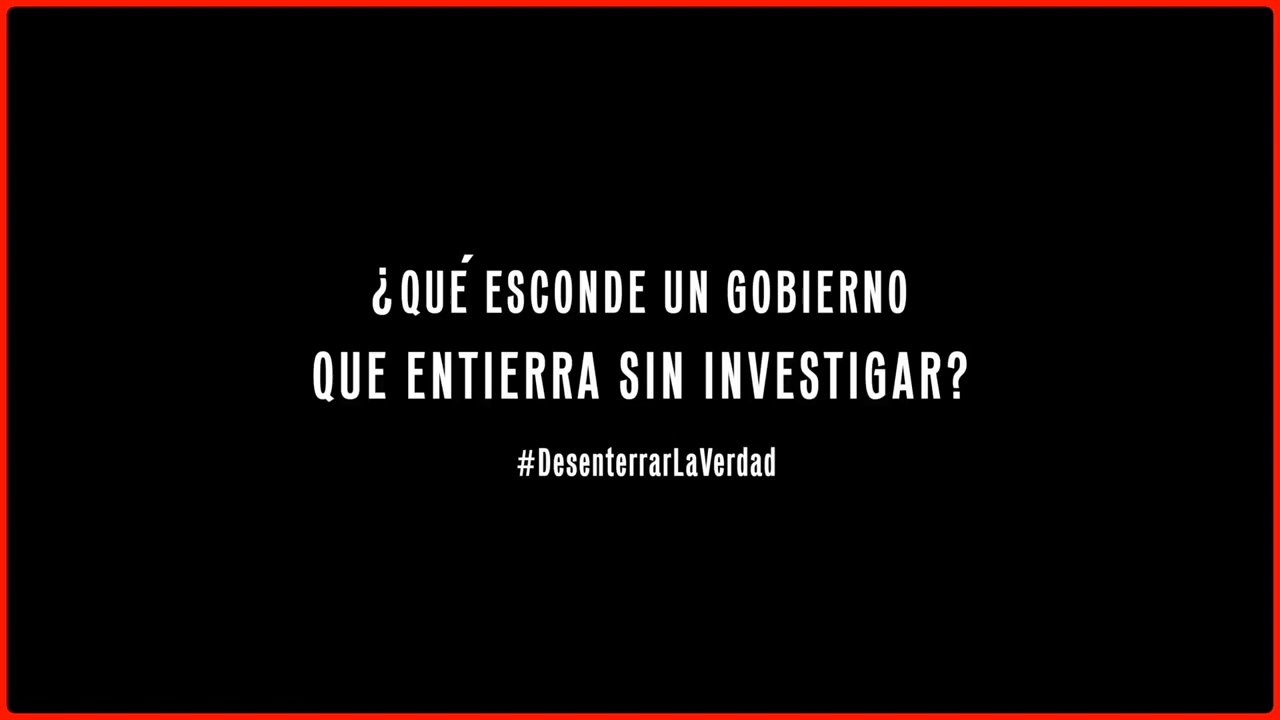 ¿QUÉ ESCONDE UN GOBIERNO
QUE ENTIERRA SIN INVESTIGAR?
#DesenterrarLaVerdad